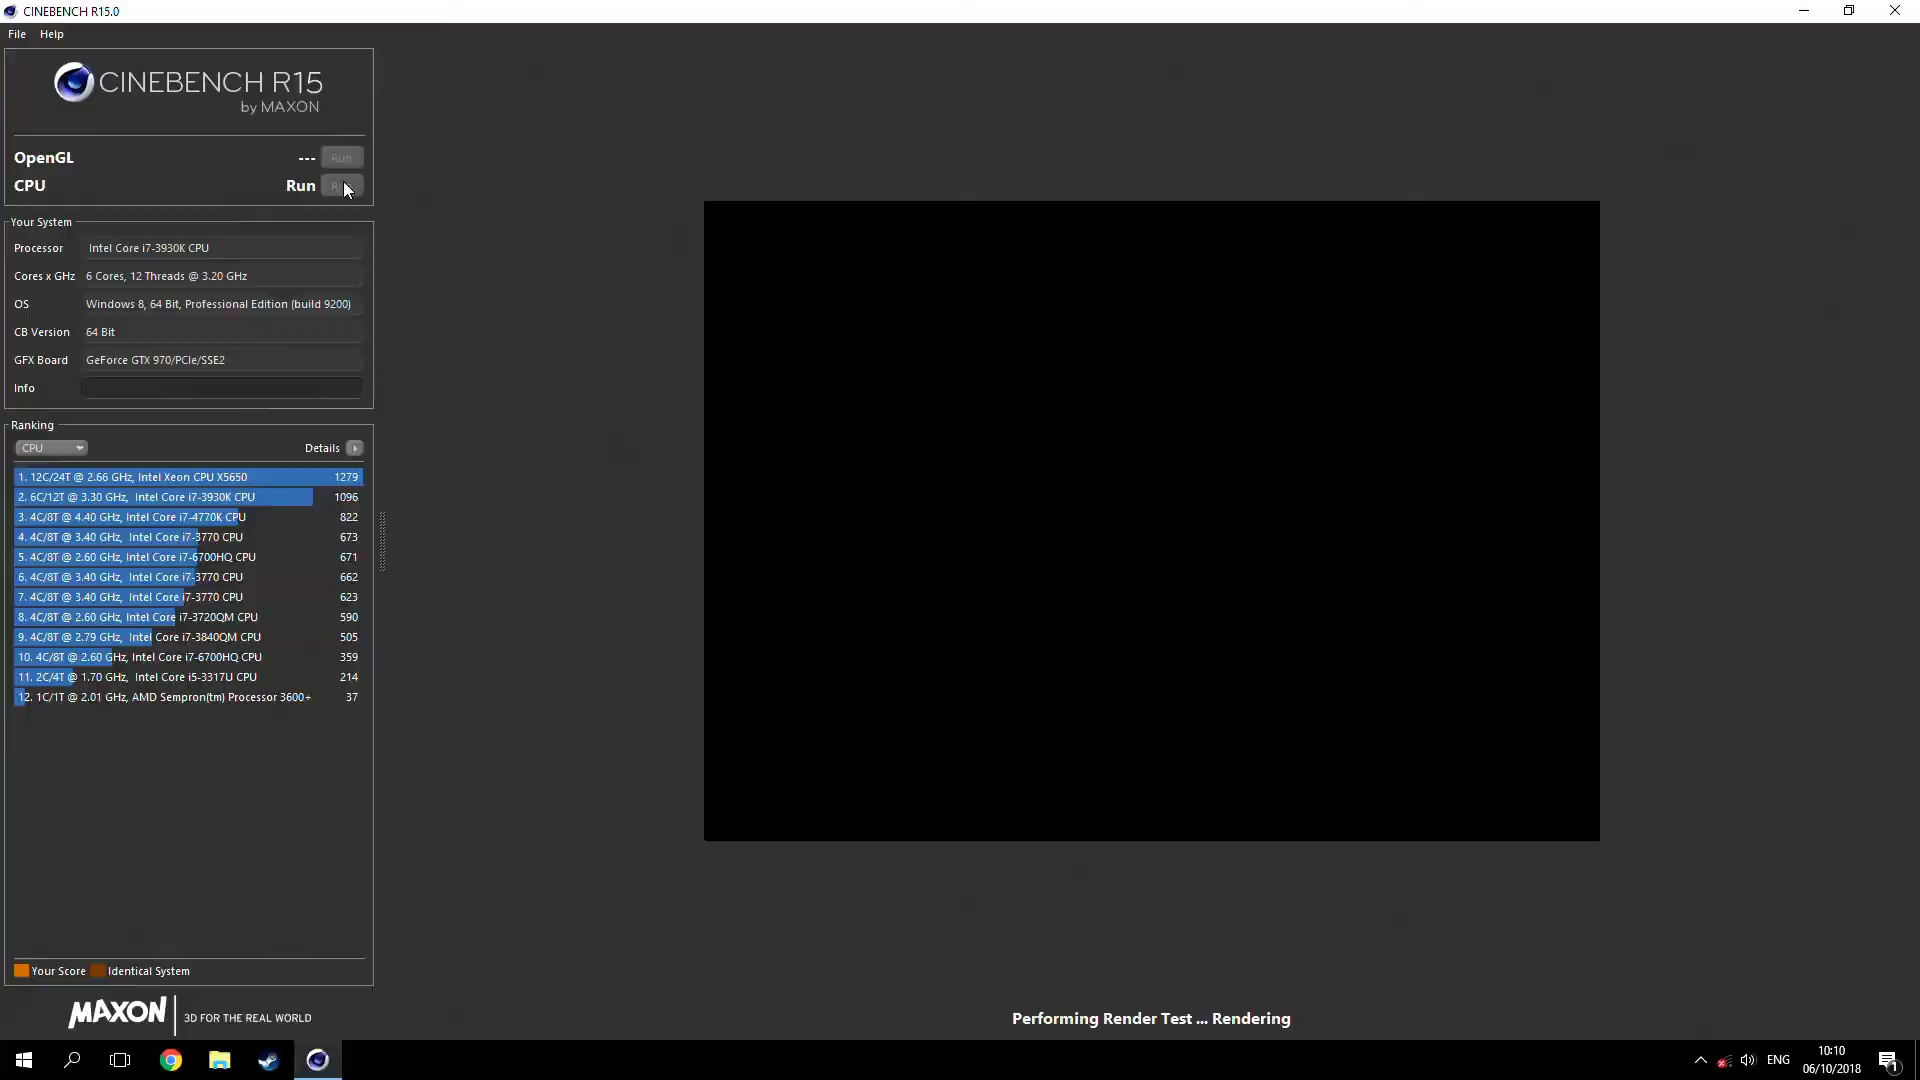 CINEBENCH R15.0
File Help
CINEBENCH R15
by MAXON
OpenGL --- Run
CPU Run
Your System
Processor Intel Core i7-3930K CPU
Cores x GHz 6 Cores, 12 Threads @ 3.20 GHz
OS Windows 8, 64 Bit, Professional Edition (build 9200)
CB Version 64 Bit
GFX Board GeForce GTX 970/PCIe/SSE2
Info
Ranking
CPU Details
1. 12C/24T @ 2.66 GHz, Intel Xeon CPU X5650 1279
2. 6C/12T @ 3.30 GHz, Intel Core i7-3930K CPU 1096
3. 4C/8T @ 4.40 GHz, Intel Core i7-4770K CPU 822
4. 4C/8T @ 3.40 GHz, Intel Core i7-3770 CPU 673
5. 4C/8T @ 2.60 GHz, Intel Core i7-6700HQ CPU 671
6. 4C/8T @ 3.40 GHz, Intel Core i7-3770 CPU 662
7. 4C/8T @ 3.40 GHz, Intel Core i7-3770 CPU 623
8. 4C/8T @ 2.60 GHz, Intel Core i7-3720QM CPU 590
9. 4C/8T @ 2.79 GHz, Intel Core i7-3840QM CPU 505
10. 4C/8T @ 2.60 GHz, Intel Core i7-6700HQ CPU 359
11. 2C/4T @ 1.70 GHz, Intel Core i5-3317U CPU 214
12. 1C/1T @ 2.01 GHz, AMD Sempron(tm) Processor 3600+ 37
Your Score Identical System
MAXON 3D FOR THE REAL WORLD
Performing Render Test ... Rendering
ENG
10:10
06/10/2018
1